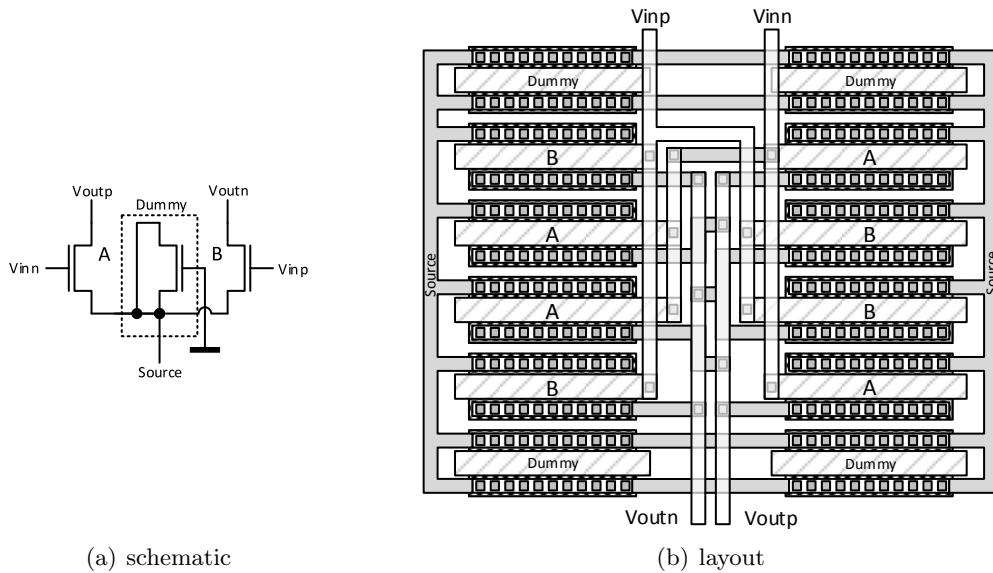 Vinp Vinn
Dummy Dummy
B A
A B
Source Source
A B
B A
Dummy Dummy
Voutn Voutp
Voutp Voutn
Dummy
A B
Vinn Vinp
Source
(a) schematic (b) layout